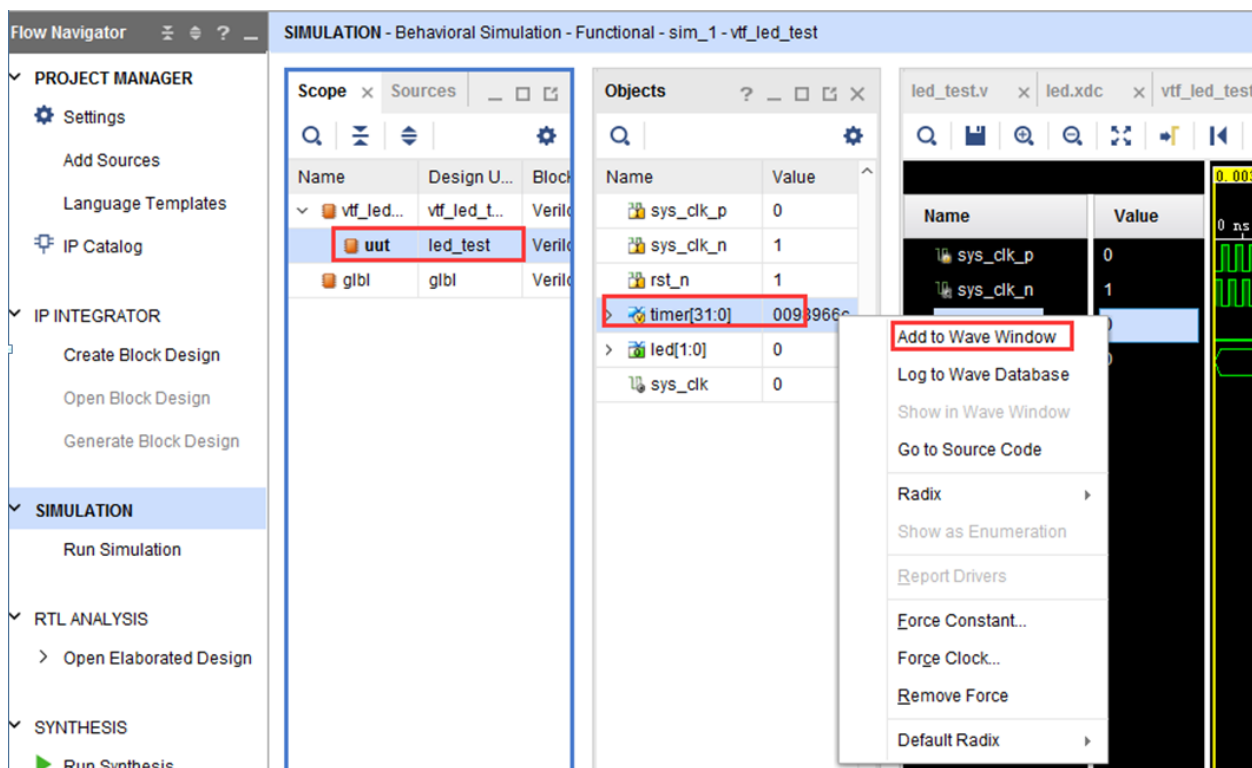 Flow Navigator ?
SIMULATION - Behavioral Simulation - Functional - sim_1 - vtf_led_test
PROJECT MANAGER
Settings
Add Sources
Language Templates
IP Catalog
IP INTEGRATOR
Create Block Design
Open Block Design
Generate Block Design
SIMULATION
Run Simulation
RTL ANALYSIS
Open Elaborated Design
SYNTHESIS
Run Synthesis
Scope Sources
Name Design U... Block
vtf_led... vtf_led_t... Verilo
uut led_test Verilo
glbl glbl Verilo
Objects ?
Name Value
sys_clk_p 0
sys_clk_n 1
rst_n 1
timer[31:0]
led[1:0] 0
sys_clk 0
led_test.v led.xdc vtf_led_test
0.003
Name Value
0 ns
sys_clk_p 0
sys_clk_n 1
Add to Wave Window
Log to Wave Database
Show in Wave Window
Go to Source Code
Radix
Show as Enumeration
Report Drivers
Force Constant...
Force Clock...
Remove Force
Default Radix